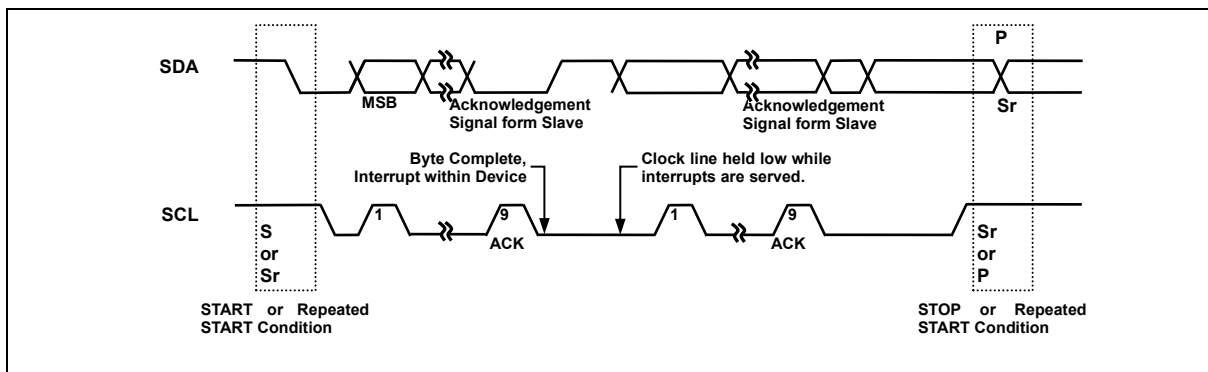 P
SDA
MSB
Acknowledgement
Signal form Slave
Acknowledgement
Signal form Slave
Sr
Byte Complete,
Interrupt within Device
Clock line held low while
interrupts are served.
SCL
1
9
1
9
ACK
ACK
S
or
Sr
Sr
or
P
START or Repeated
START Condition
STOP or Repeated
START Condition